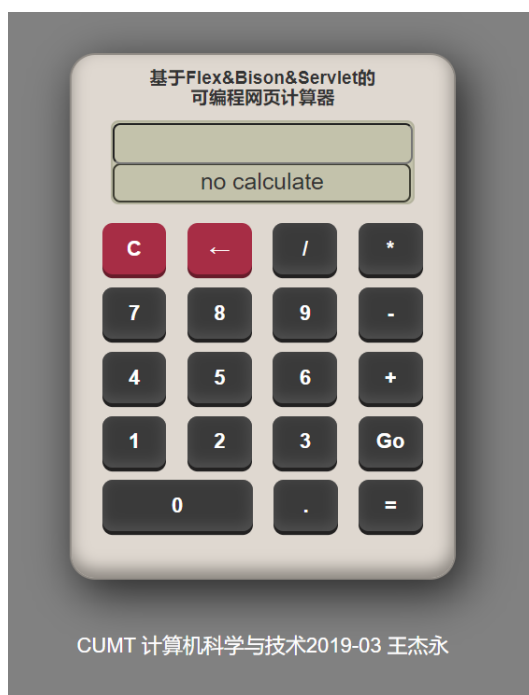 基于Flex&Bison&Servlet的
可编程网页计算器
no calculate
C ← / *
7 8 9 -
4 5 6 +
1 2 3 Go
0 . =
CUMT 计算机科学与技术2019-03 王杰永